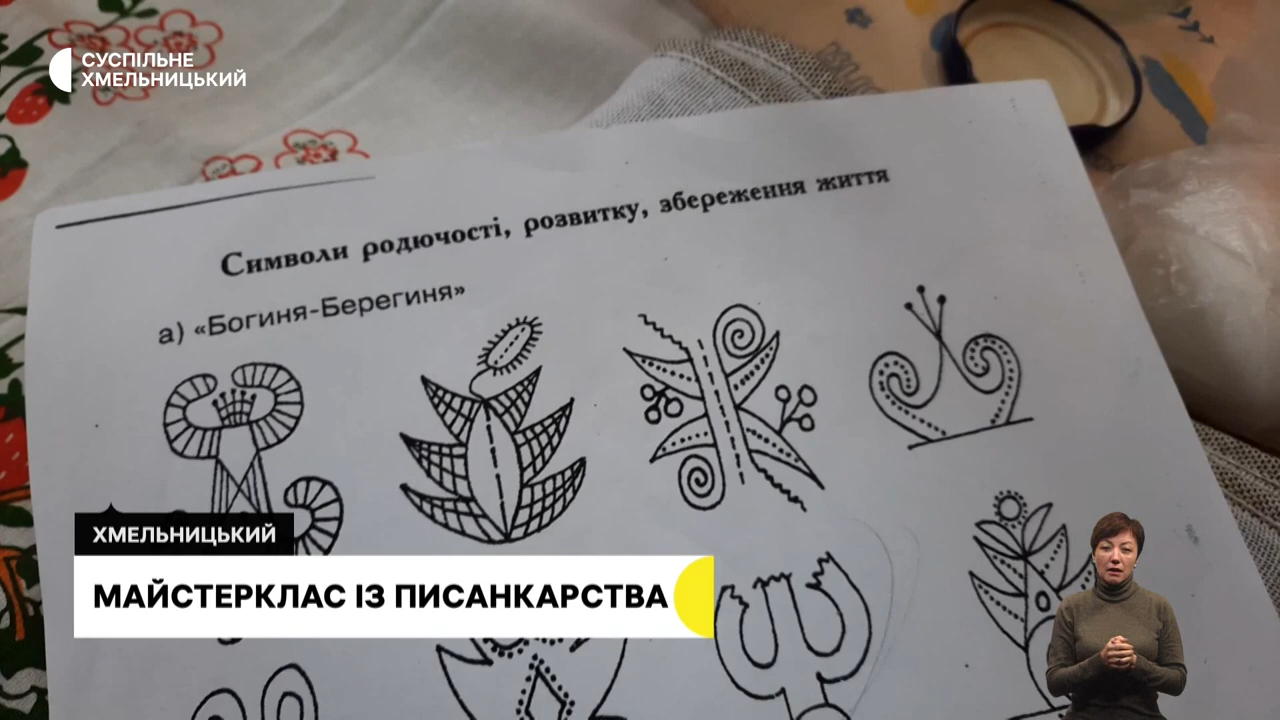 СУСПІЛЬНЕ
ХМЕЛЬНИЦЬКИЙ
Символи родючості, розвитку, збереження життя
а) «Богиня-Берегиня»
ХМЕЛЬНИЦЬКИЙ
МАЙСТЕРКЛАС ІЗ ПИСАНКАРСТВА